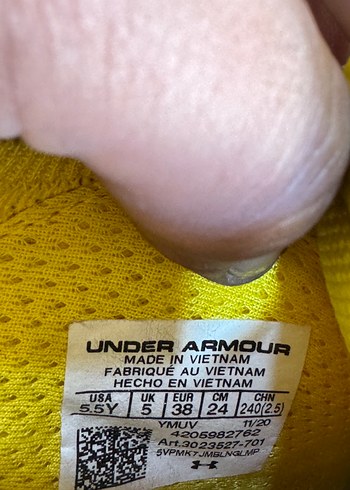 UNDER ARMOUR
MADE IN VIETNAM
FABRIQUÉ AU VIETNAM
HECHO EN VIETNAM
USA UK EUR CM CHN
5.5Y 5 38 24 240(2.5)
YMUV 11/20
4205982762
Art.3023527-701